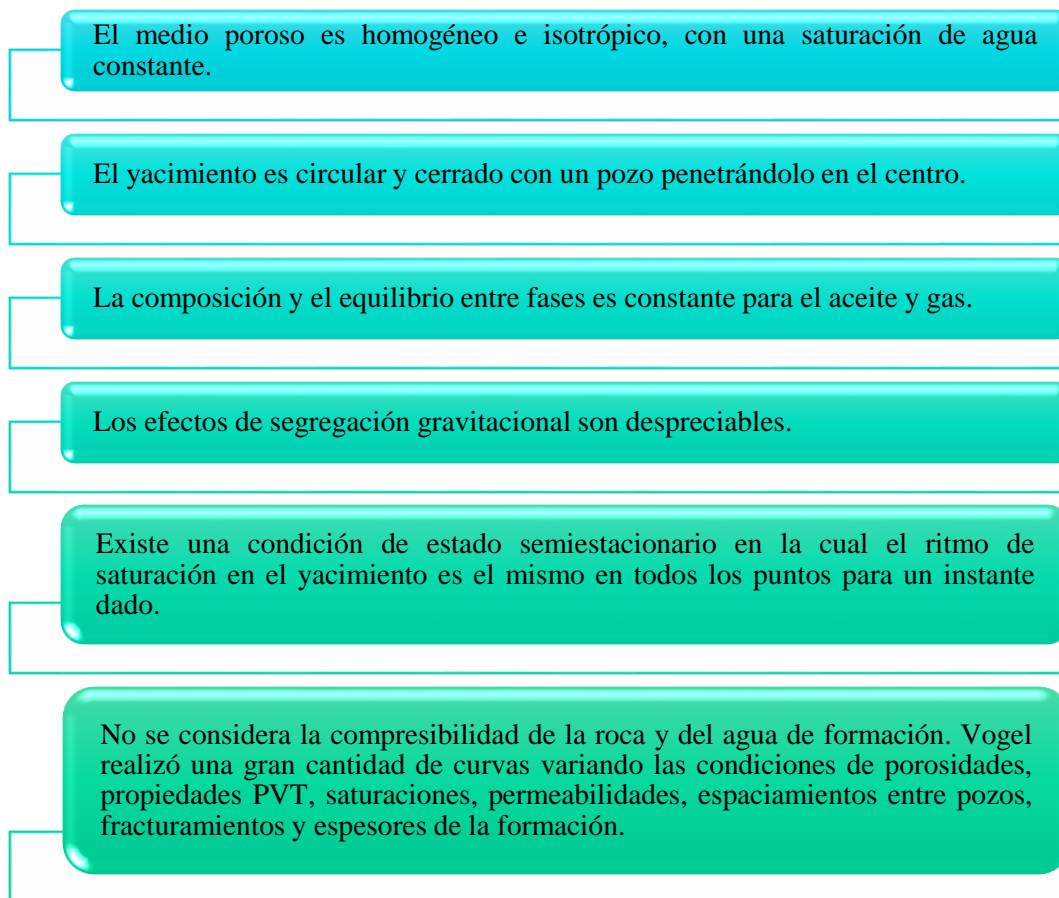 El medio poroso es homogéneo e isotrópico, con una saturación de agua
constante.
El yacimiento es circular y cerrado con un pozo penetrándolo en el centro.
La composición y el equilibrio entre fases es constante para el aceite y gas.
Los efectos de segregación gravitacional son despreciables.
Existe una condición de estado semiestacionario en la cual el ritmo de
saturación en el yacimiento es el mismo en todos los puntos para un instante
dado.
No se considera la compresibilidad de la roca y del agua de formación. Vogel
realizó una gran cantidad de curvas variando las condiciones de porosidades,
propiedades PVT, saturaciones, permeabilidades, espaciamientos entre pozos,
fracturamientos y espesores de la formación.